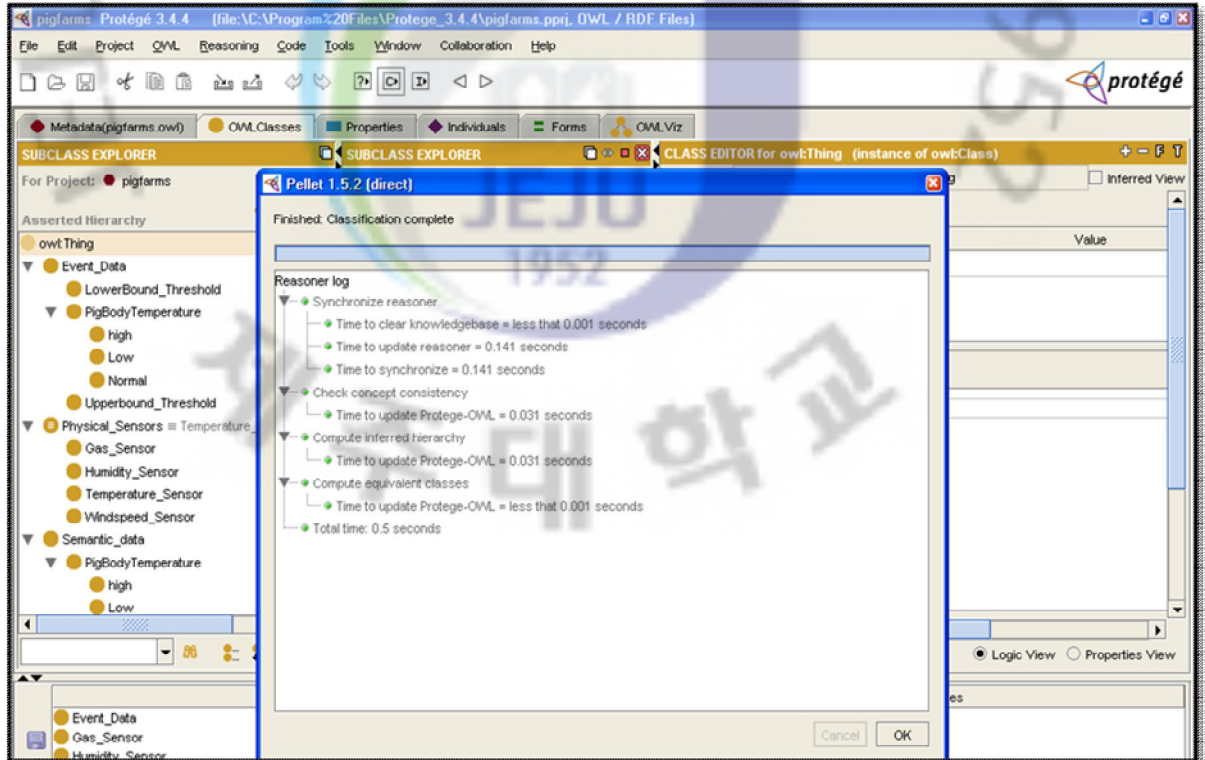 pigfarms Protégé 3.4.4 (file:\C:\Program%20Files\Protege_3.4.4\pigfarms.pprj, OWL / RDF Files)
File Edit Project OWL Reasoning Code Tools Window Collaboration Help
protégé
Metadata(pigfarms.owl) OWLClasses Properties Individuals Forms OWLViz
SUBCLASS EXPLORER
For Project: pigfarms
Asserted Hierarchy
owl:Thing
Event_Data
LowerBound_Threshold
PigBodyTemperature
high
Low
Normal
Upperbound_Threshold
Physical_Sensors ≡ Temperature_
Gas_Sensor
Humidity_Sensor
Temperature_Sensor
Windspeed_Sensor
Semantic_data
PigBodyTemperature
high
Low
SUBCLASS EXPLORER
CLASS EDITOR for owl:Thing (instance of owl:Class)
Inferred View
Value
Pellet 1.5.2 (direct)
Finished: Classification complete
Reasoner log
Synchronize reasoner
Time to clear knowledgebase = less that 0.001 seconds
Time to update reasoner = 0.141 seconds
Time to synchronize = 0.141 seconds
Check concept consistency
Time to update Protege-OWL = 0.031 seconds
Compute inferred hierarchy
Time to update Protege-OWL = 0.031 seconds
Compute equivalent classes
Time to update Protege-OWL = less that 0.001 seconds
Total time: 0.5 seconds
Cancel OK
Logic View Properties View
es
Event_Data
Gas_Sensor
Humidity_Sensor
JEJU
1952
952
대학교